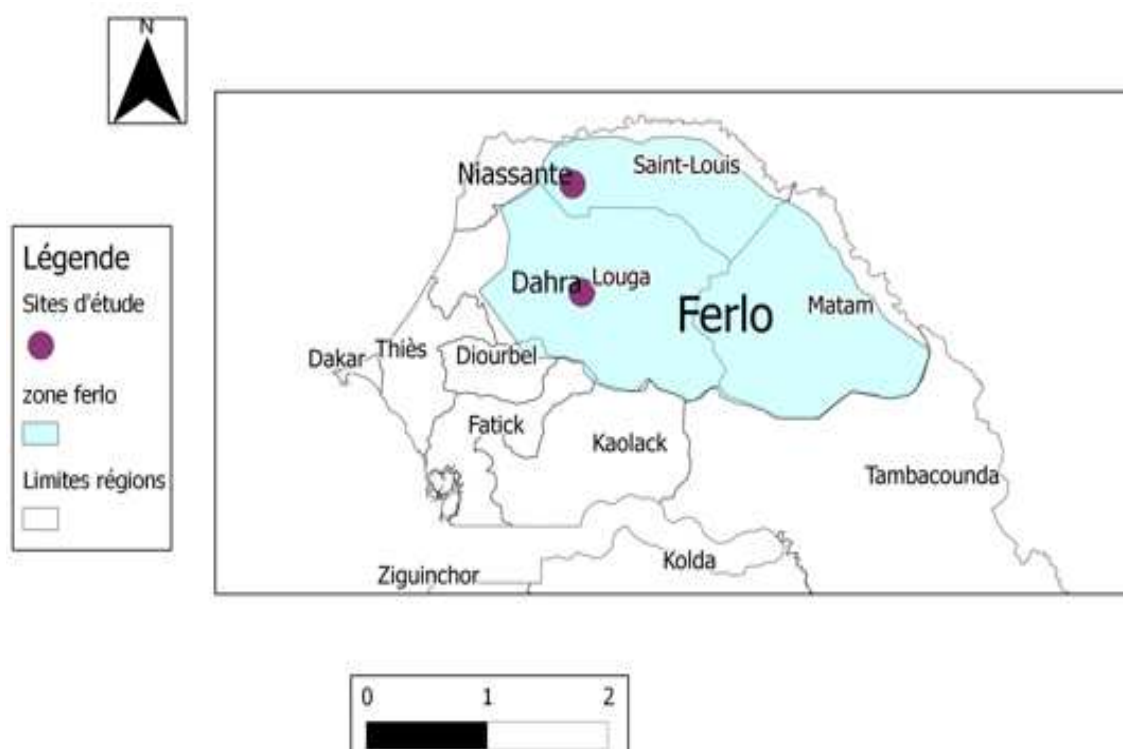 N
Niassante
Saint-Louis
Légende
Sites d'étude
zone ferlo
Limites régions
Dahra
Louga
Ferlo
Matam
Dakar
Thiès
Diourbel
Fatick
Kaolack
Tambacounda
Ziguinchor
Kolda
0 1 2